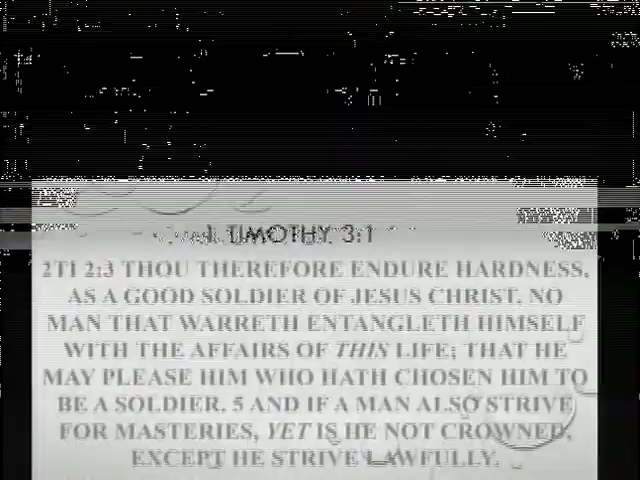 I TIMOTHY 3:1
2TI 2:3 THOU THEREFORE ENDURE HARDNESS,
AS A GOOD SOLDIER OF JESUS CHRIST. NO
MAN THAT WARRETH ENTANGLETH HIMSELF
WITH THE AFFAIRS OF THIS LIFE; THAT HE
MAY PLEASE HIM WHO HATH CHOSEN HIM TO
BE A SOLDIER. 5 AND IF A MAN ALSO STRIVE
FOR MASTERIES, YET IS HE NOT CROWNED,
EXCEPT HE STRIVE LAWFULLY.